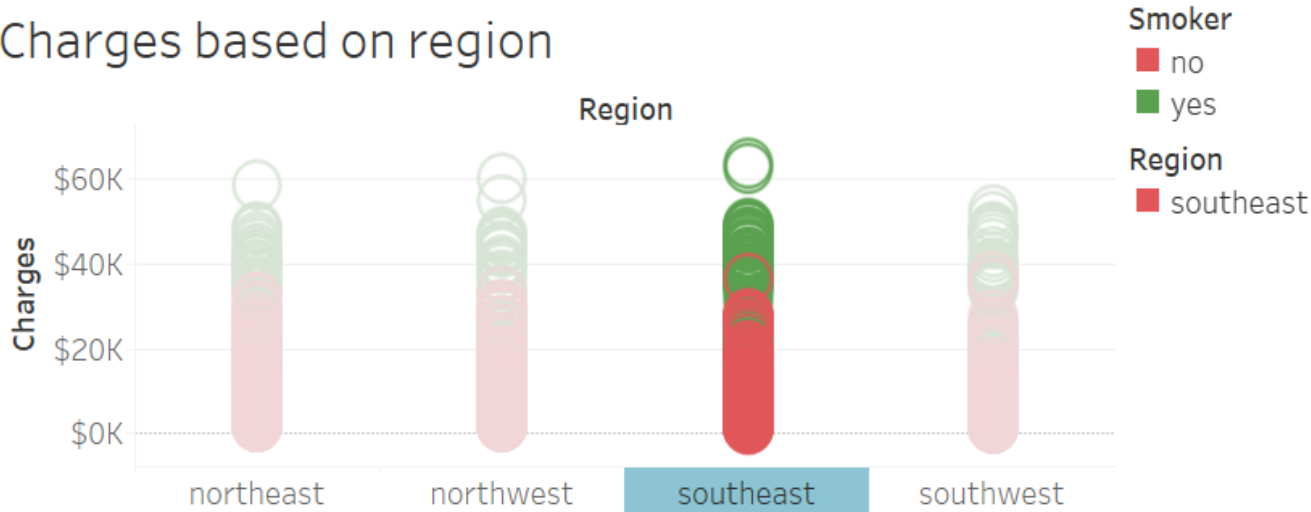 Charges based on region
Smoker
no
yes
Region
southeast
Region
Charges
$60K
$40K
$20K
$0K
northeast northwest southeast southwest